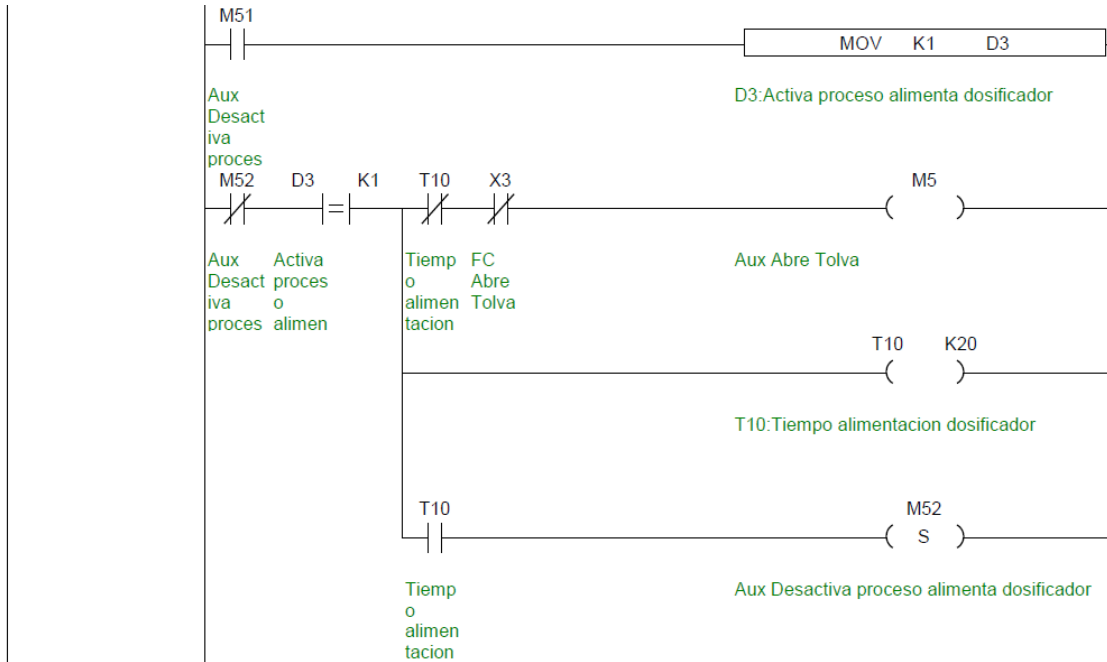 M51
MOV K1 D3
Aux
Desact
iva
proces
D3:Activa proceso alimenta dosificador
M52 D3 K1 T10 X3 M5
=
Aux
Desact
iva
proces
Activa
proces
o
alimen
Tiemp
o
alimen
tacion
FC
Abre
Tolva
Aux Abre Tolva
T10 K20
T10:Tiempo alimentacion dosificador
T10 M52
S
Tiemp
o
alimen
tacion
Aux Desactiva proceso alimenta dosificador